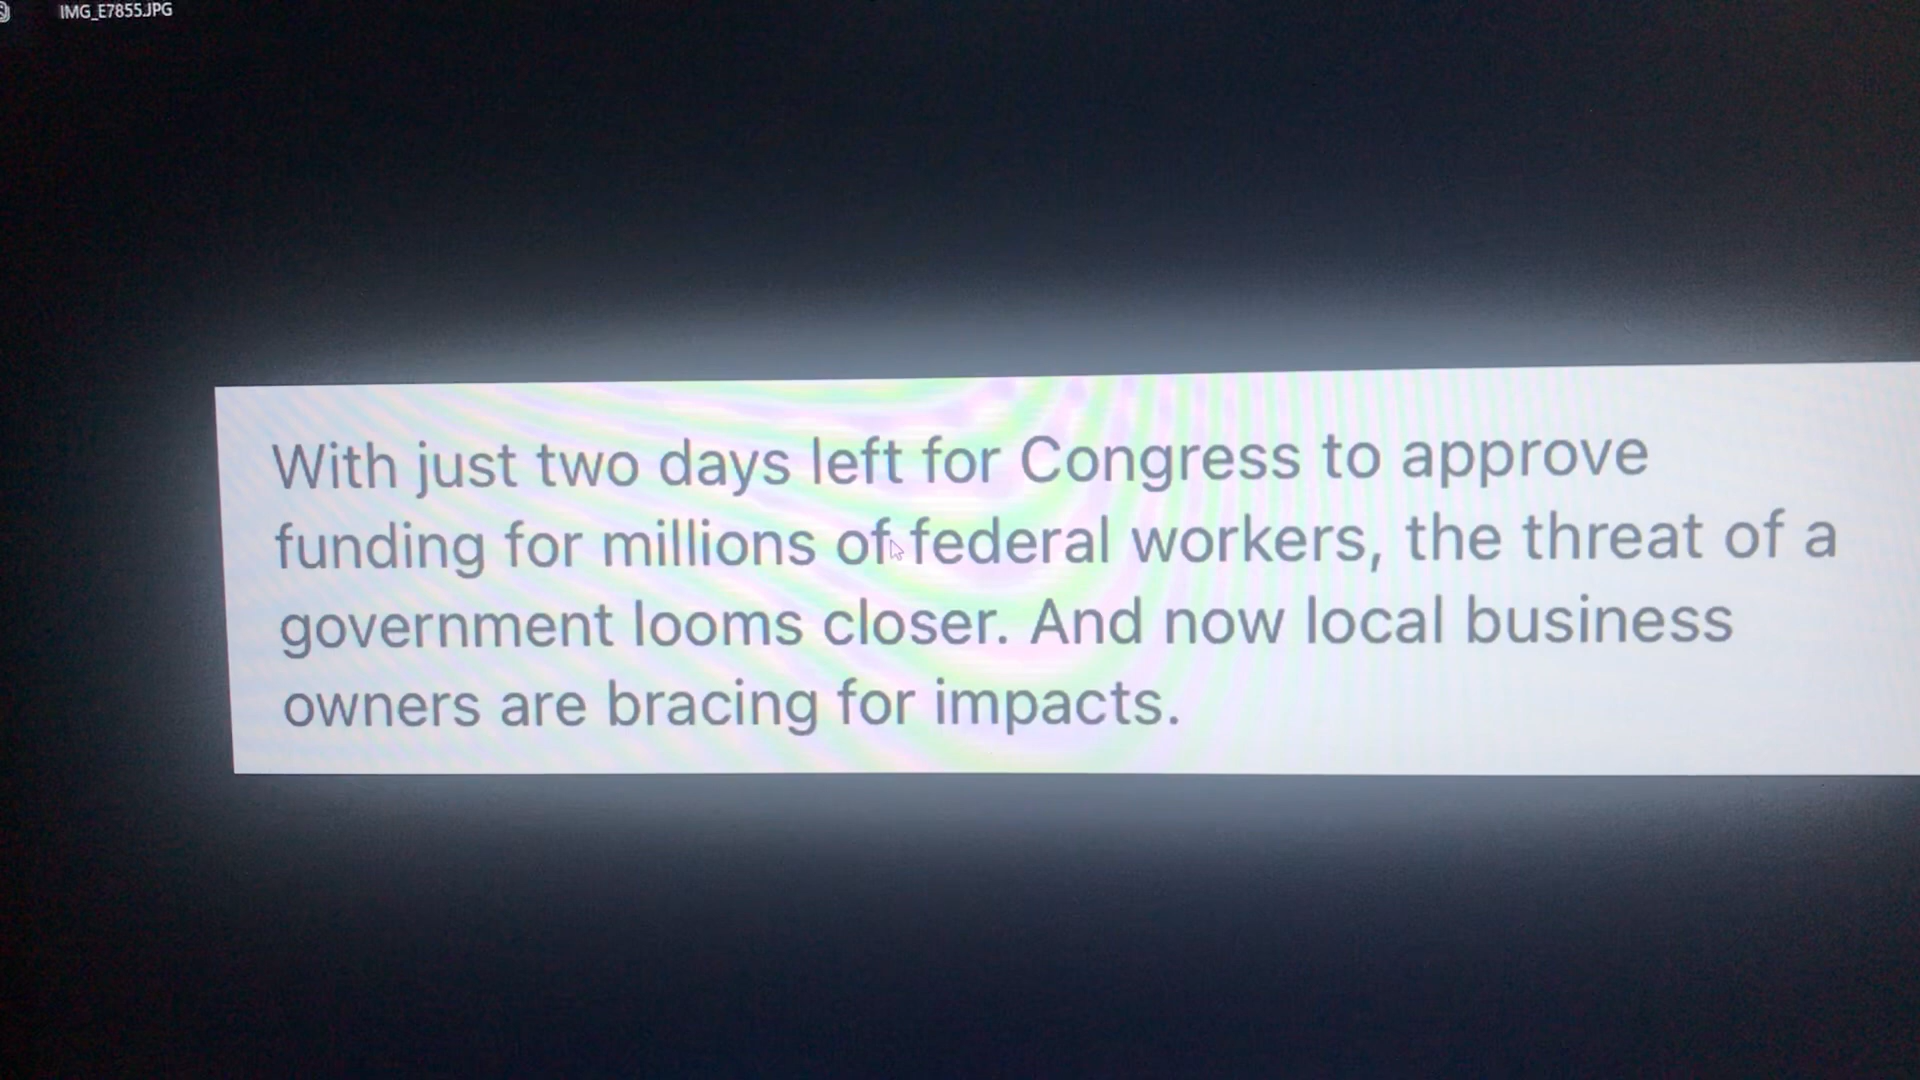 IMG_E7855.JPG
With just two days left for Congress to approve
funding for millions of federal workers, the threat of a
government looms closer. And now local business
owners are bracing for impacts.